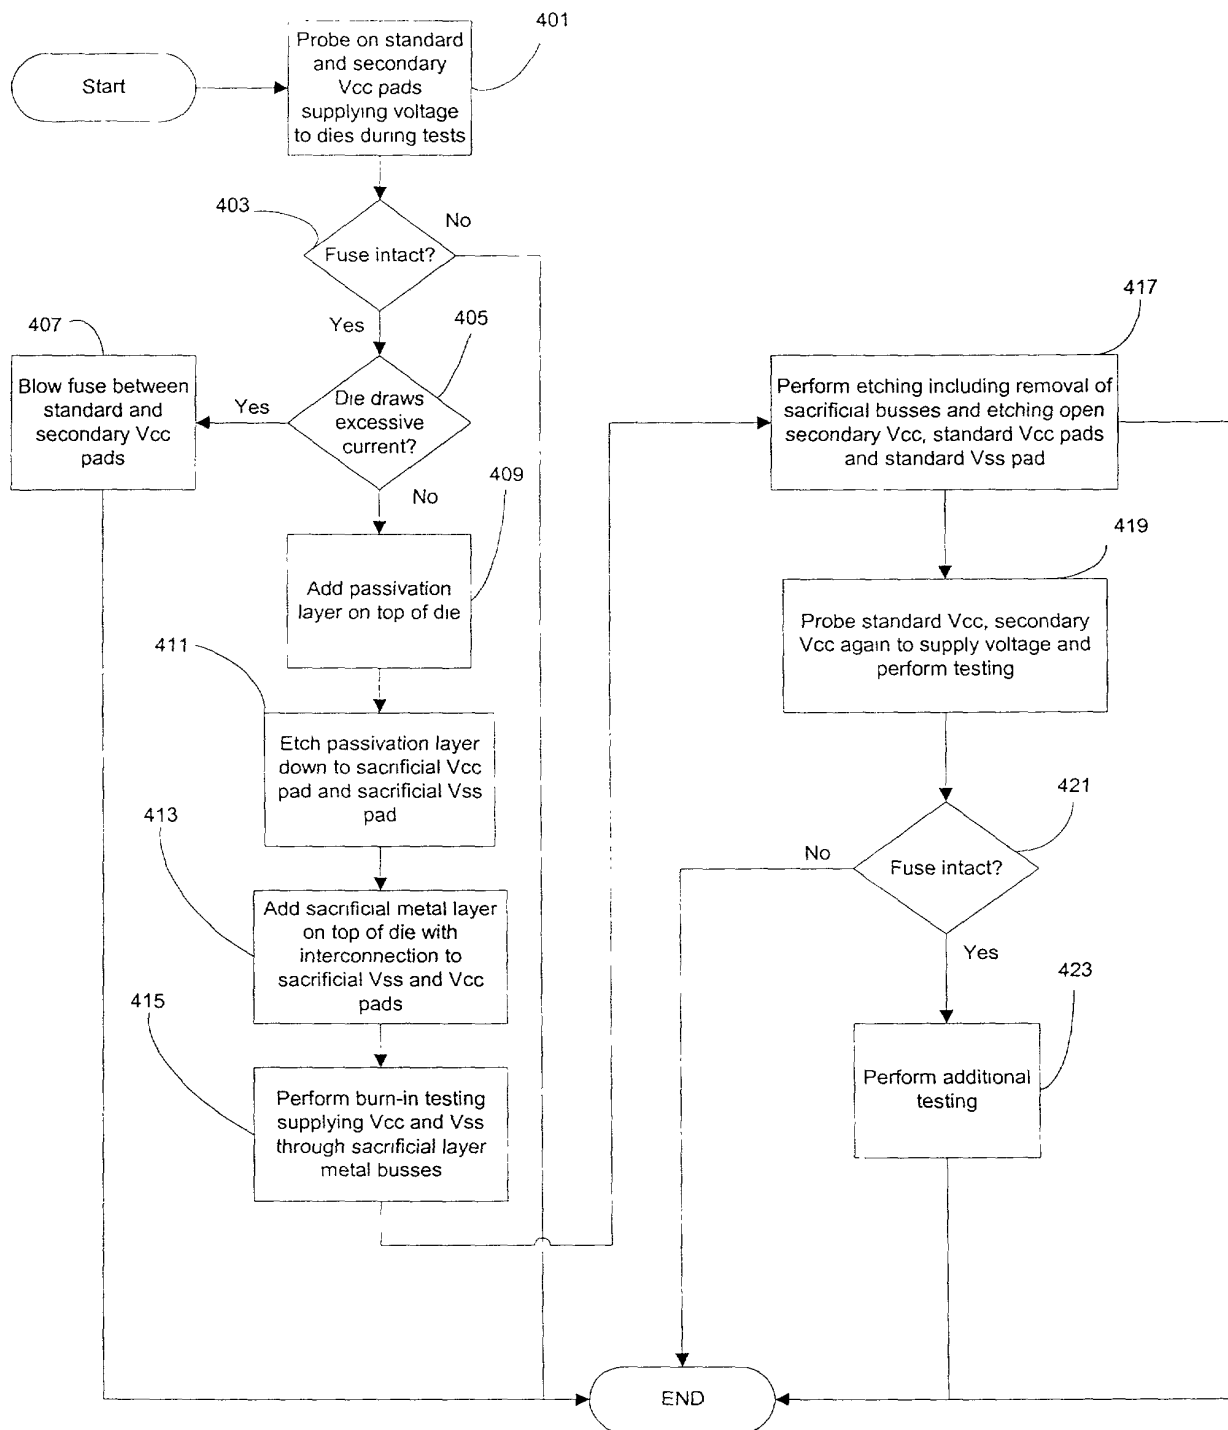 Start
Probe on standard
and secondary
Vcc pads
supplying voltage
to dies during tests
401
403
Fuse intact?
No
Yes
405
407
Blow fuse between
standard and
secondary Vcc
pads
Yes
Die draws
excessive
current?
No
409
Add passivation
layer on top of die
411
Etch passivation layer
down to sacrificial Vcc
pad and sacrificial Vss
pad
413
Add sacrificial metal layer
on top of die with
interconnection to
sacrificial Vss and Vcc
pads
415
Perform burn-in testing
supplying Vcc and Vss
through sacrificial layer
metal busses
417
Perform etching including removal of
sacrificial busses and etching open
secondary Vcc, standard Vcc pads
and standard Vss pad
419
Probe standard Vcc, secondary
Vcc again to supply voltage and
perform testing
421
Fuse intact?
No
Yes
423
Perform additional
testing
END